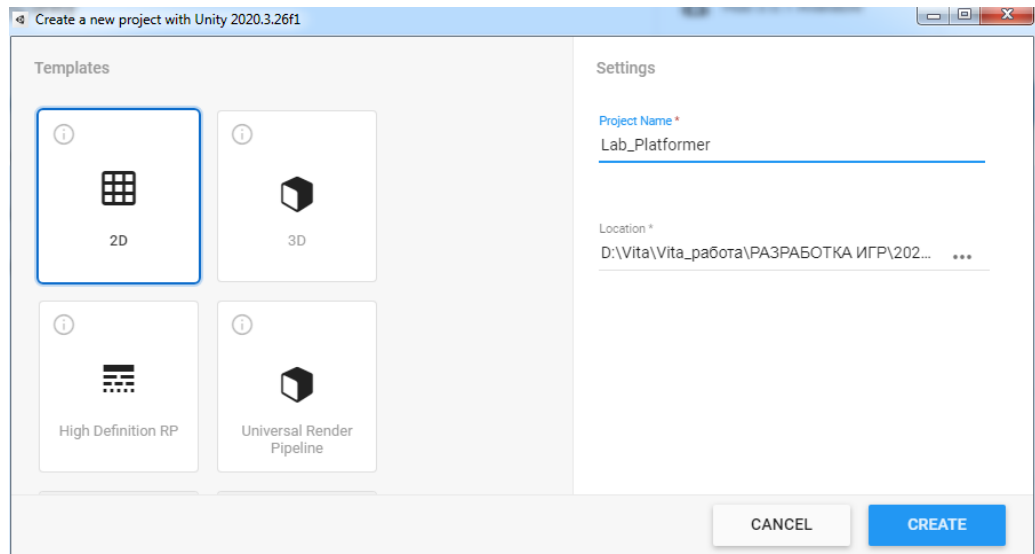 Create a new project with Unity 2020.3.26f1
Templates
Settings
2D
3D
High Definition RP
Universal Render
Pipeline
Project Name *
Lab_Platformer
Location *
D:\Vita\Vita_работа\РАЗРАБОТКА ИГР\202...
CANCEL
CREATE